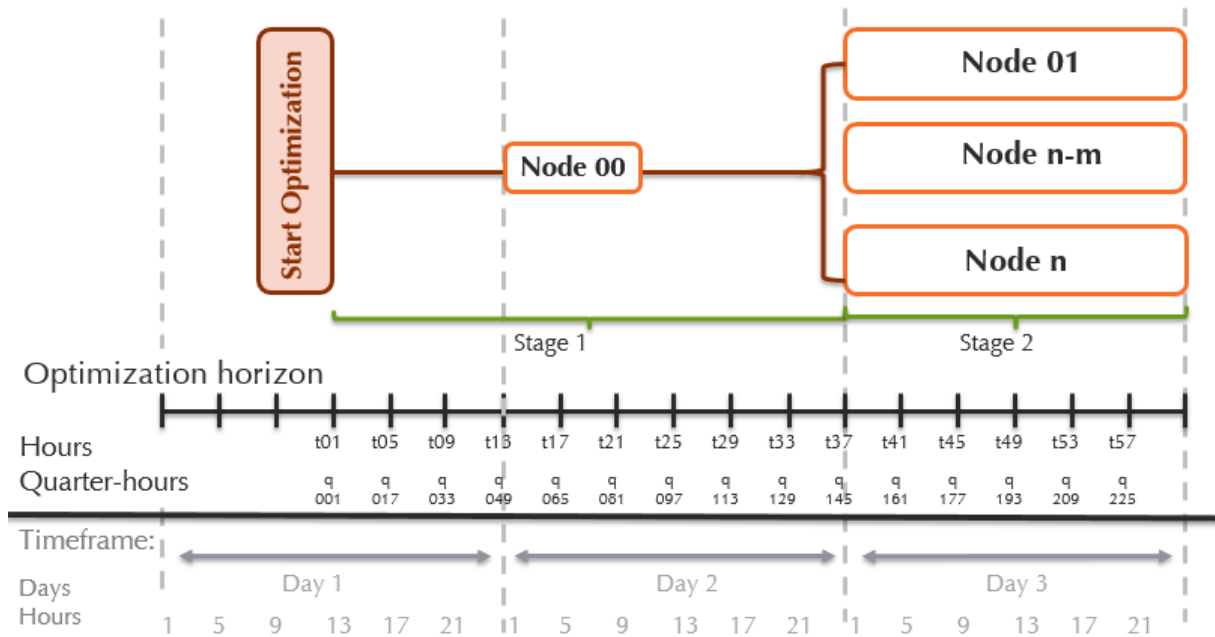 Start Optimization
Node 01
Node n-m
Node 00
Node n
Stage 1
Stage 2
Optimization horizon
Hours
t01 t05 t09 t13 t17 t21 t25 t29 t33 t37 t41 t45 t49 t53 t57
Quarter-hours
q q q q q q q q q q q q q q q
001 017 033 049 065 081 097 113 129 145 161 177 193 209 225
Timeframe:
Days
Day 1 Day 2 Day 3
Hours
1 5 9 13 17 21 1 5 9 13 17 21 1 5 9 13 17 21